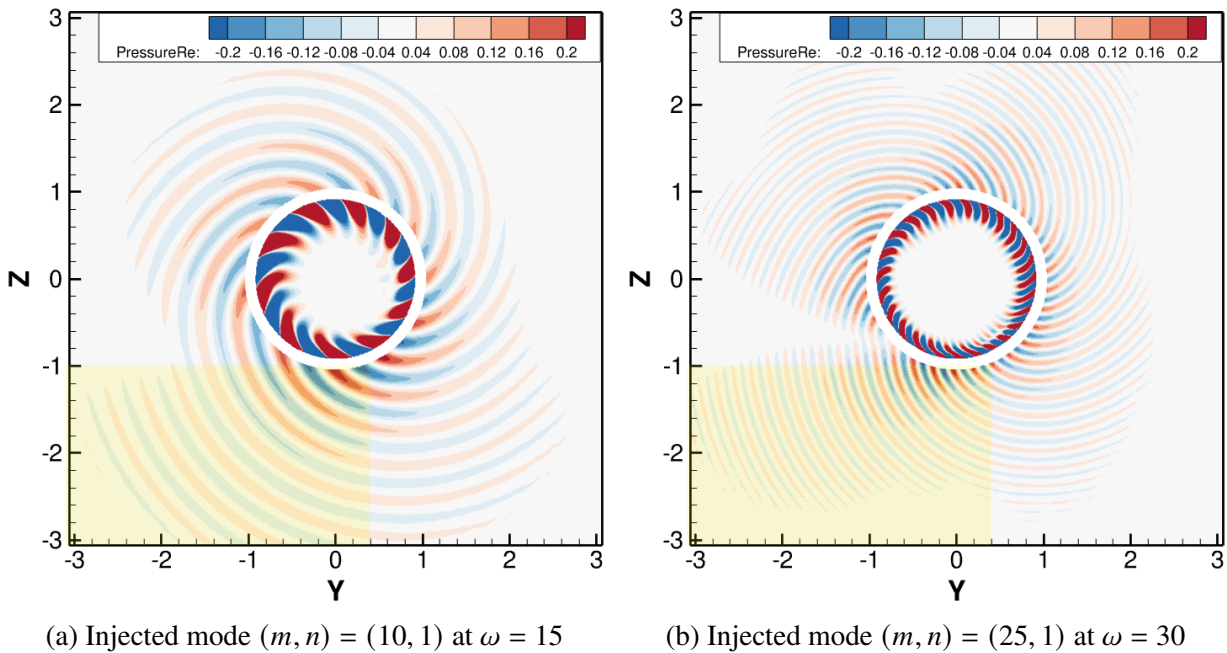 3
2
1
0
-1
-2
-3
Z
PressureRe: -0.2 -0.16 -0.12 -0.08 -0.04 0.04 0.08 0.12 0.16 0.2
-3 -2 -1 0 1 2 3
Y
(a) Injected mode (m, n) = (10, 1) at ω = 15
3
2
1
0
-1
-2
-3
Z
PressureRe: -0.2 -0.16 -0.12 -0.08 -0.04 0.04 0.08 0.12 0.16 0.2
-3 -2 -1 0 1 2 3
Y
(b) Injected mode (m, n) = (25, 1) at ω = 30